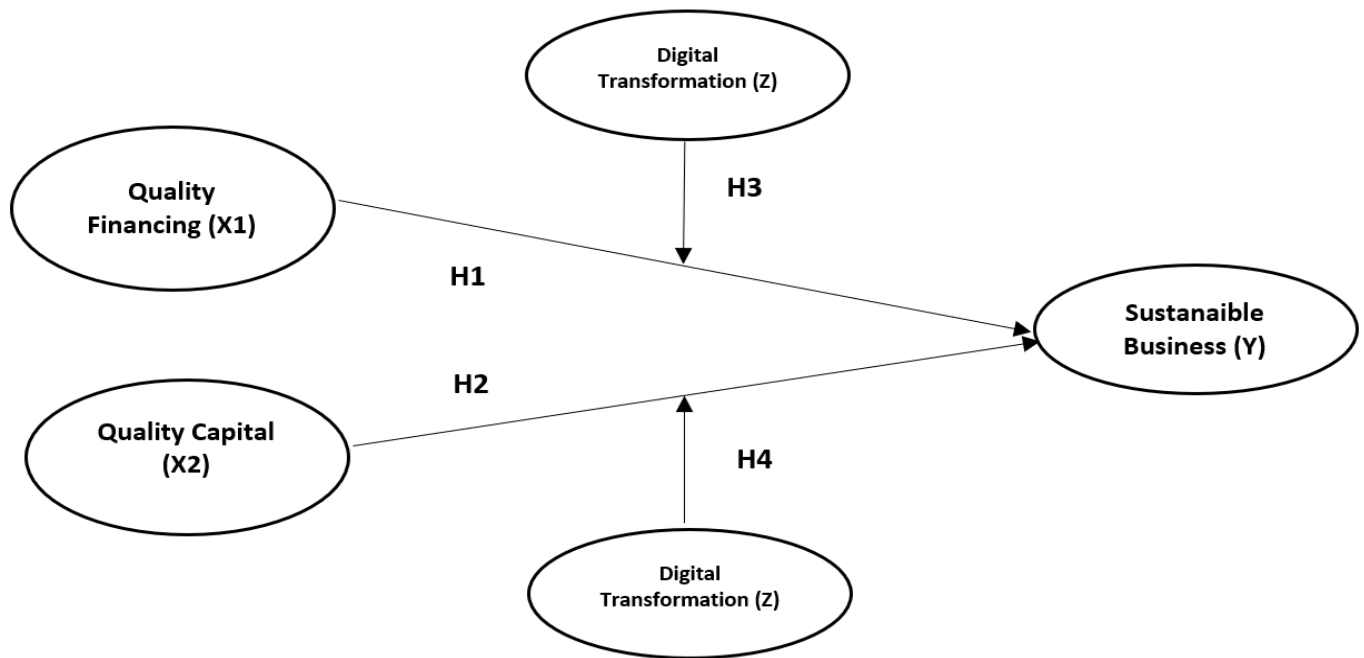 Digital
Transformation (Z)
Quality
Financing (X1)
H3
H1
Sustanaible
Business (Y)
H2
Quality Capital
(X2)
H4
Digital
Transformation (Z)